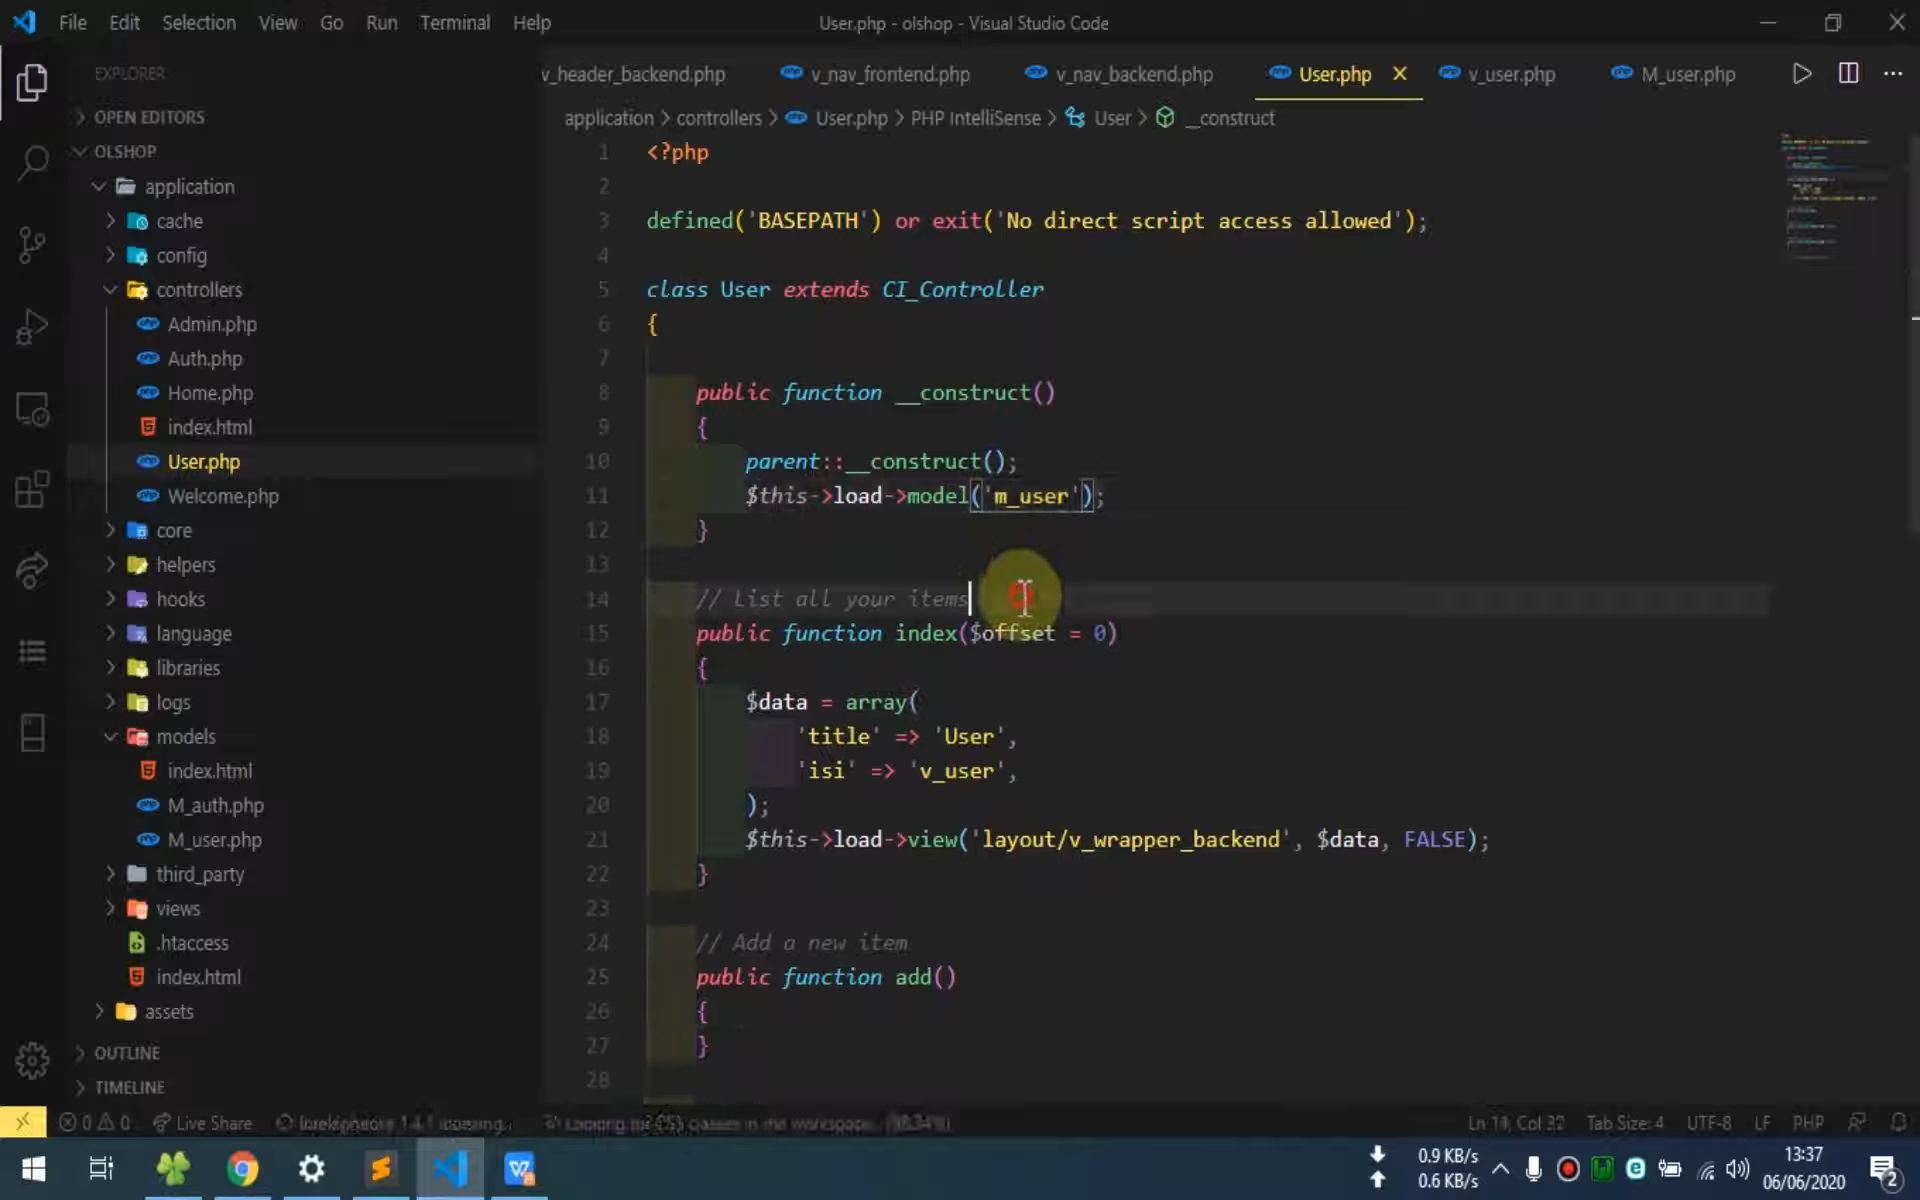 File Edit Selection View Go Run Terminal Help
User.php - olshop - Visual Studio Code
EXPLORER
OPEN EDITORS
OLSHOP
application
cache
config
controllers
Admin.php
Auth.php
Home.php
index.html
User.php
Welcome.php
core
helpers
hooks
language
libraries
logs
models
index.html
M_auth.php
M_user.php
third_party
views
.htaccess
index.html
assets
OUTLINE
TIMELINE
v_header_backend.php v_nav_frontend.php v_nav_backend.php User.php v_user.php M_user.php
application > controllers > User.php > PHP IntelliSense > User > __construct
1 <?php
2
3 defined('BASEPATH') or exit('No direct script access allowed');
4
5 class User extends CI_Controller
6 {
7
8 public function __construct()
9 {
10 parent::__construct();
11 $this->load->model('m_user');
12 }
13
14 // List all your items
15 public function index($offset = 0)
16 {
17 $data = array(
18 'title' => 'User',
19 'isi' => 'v_user',
20 );
21 $this->load->view('layout/v_wrapper_backend', $data, FALSE);
22 }
23
24 // Add a new item
25 public function add()
26 {
27 }
28
0 0 Live Share
Looking for CSS classes in the workspace...
Ln 14, Col 32 Tab Size: 4 UTF-8 LF PHP
0.9 KB/s
0.6 KB/s
13:37
06/06/2020
2